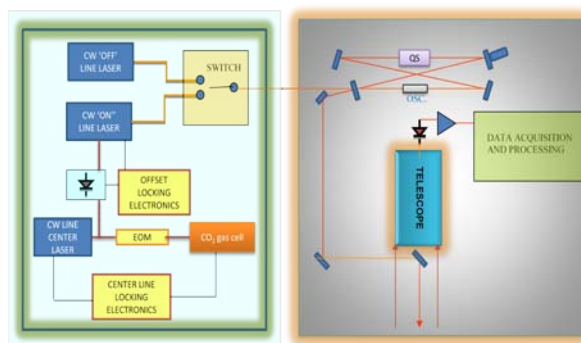 CW 'OFF'
LINE LASER
SWITCH
CW 'ON'
LINE LASER
OFFSET
LOCKING
ELECTRONICS
CW LINE
CENTER
LASER
EOM
CO2 gas cell
CENTER LINE
LOCKING
ELECTRONICS
QS
OSC.
DATA ACQUISITION
AND PROCESSING
TELESCOPE